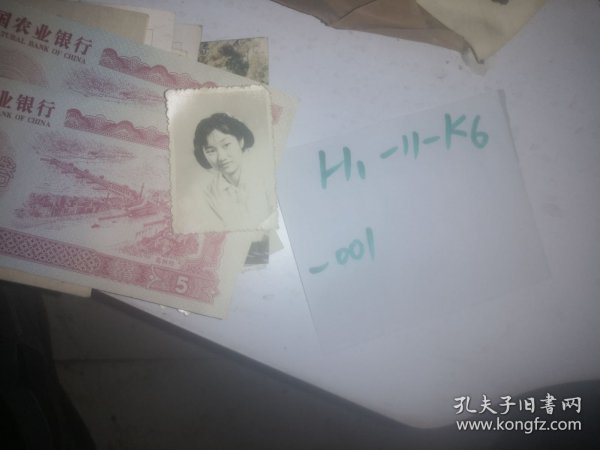 国农业银行
TURAL BANK OF CHINA
业银行
BANK OF CHINA
5
H1-11-K6
-001
孔夫子旧书网
www.kongfz.com